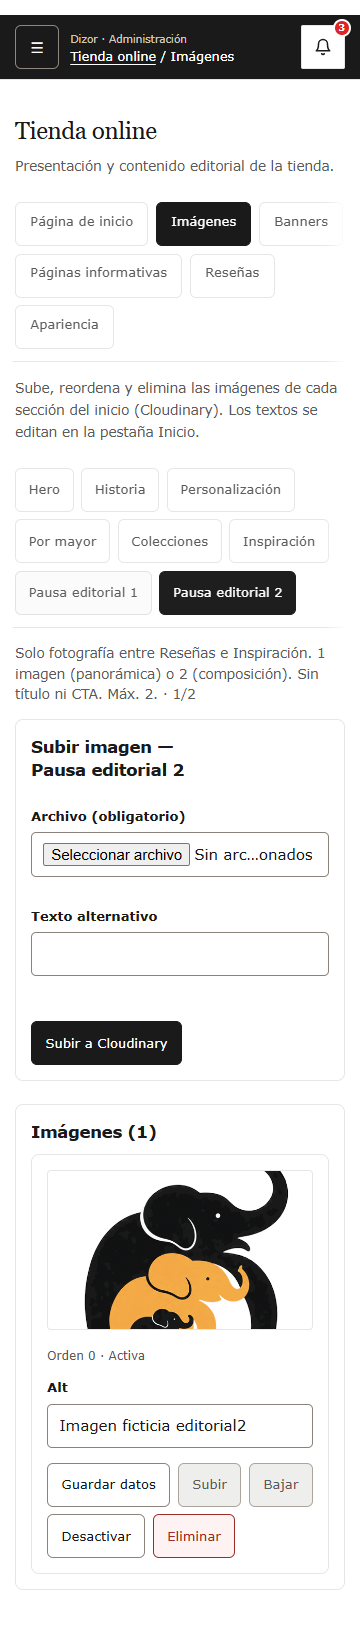 ☰
Dizor · Administración
Tienda online / Imágenes
3
Tienda online
Presentación y contenido editorial de la tienda.
Página de inicio
Imágenes
Banners
Páginas informativas
Reseñas
Apariencia
Sube, reordena y elimina las imágenes de cada
sección del inicio (Cloudinary). Los textos se
editan en la pestaña Inicio.
Hero
Historia
Personalización
Por mayor
Colecciones
Inspiración
Pausa editorial 1
Pausa editorial 2
Solo fotografía entre Reseñas e Inspiración. 1
imagen (panorámica) o 2 (composición). Sin
título ni CTA. Máx. 2. · 1/2
Subir imagen —
Pausa editorial 2
Archivo (obligatorio)
Seleccionar archivo Sin arc...onados
Texto alternativo
Subir a Cloudinary
Imágenes (1)
Orden 0 · Activa
Alt
Imagen ficticia editorial2
Guardar datos
Subir
Bajar
Desactivar
Eliminar